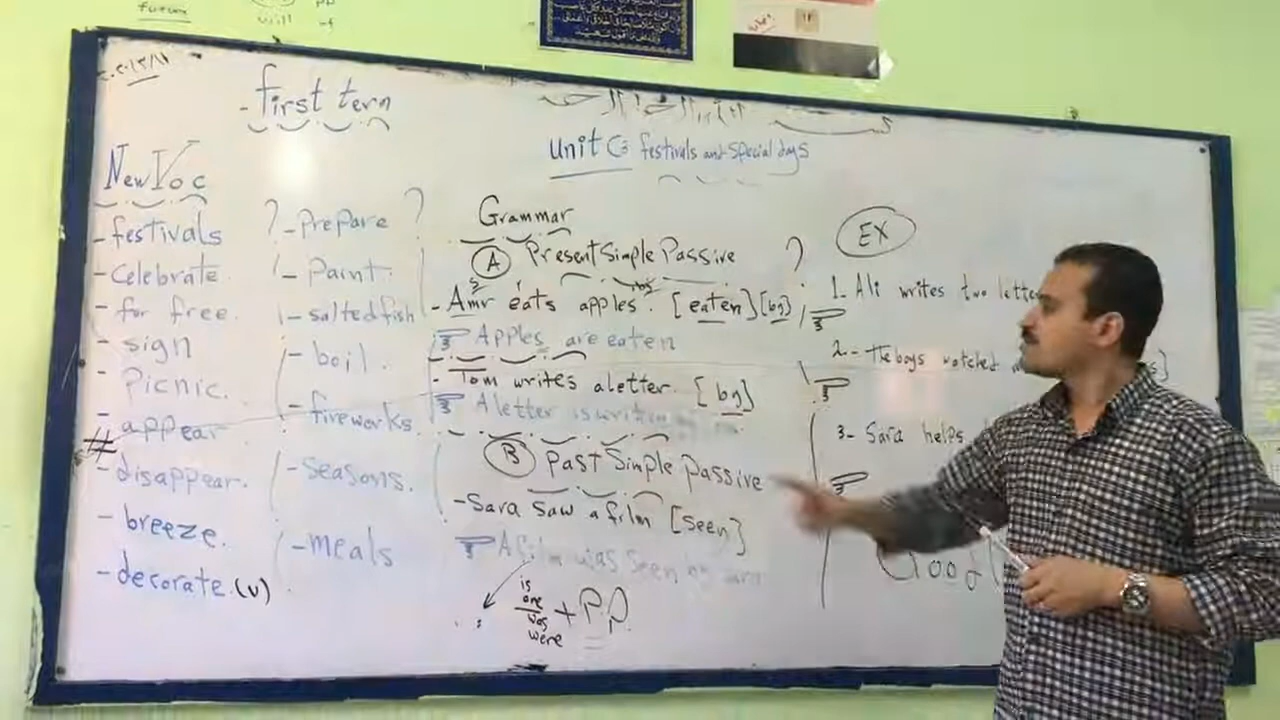 future
will
- First term
Unit C: festivals and special days
New Voc
- festivals
- Celebrate.
- for free.
- sign
- Picnic.
- appear
- disappear.
- breeze.
- decorate.(v)
? - Prepare ?
- Paint.
- salted fish
- boil.
- fireworks.
- seasons.
- meals
Grammar
A Present Simple Passive ?
- Amr eats apples. [eaten] [by]
Apples are eaten
- Tom writes a letter. [by]
A letter is writen
B Past Simple Passive
- Sara saw a film [seen]
A film was seen by sara
is
are
was
were
+ P.P.
EX
1- Ali writes two letters
2- The boys watched
3- Sara helps
Good